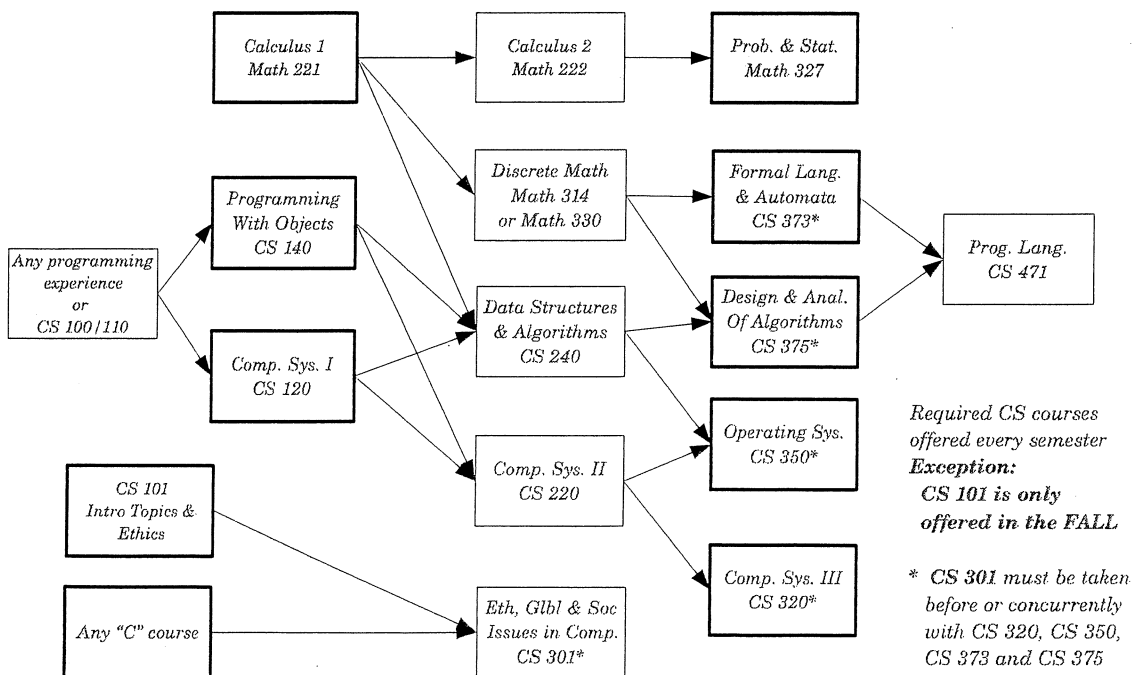 Calculus 1
Math 221
Calculus 2
Math 222
Prob. & Stat.
Math 327
Discrete Math
Math 314
or Math 330
Formal Lang.
& Automata
CS 373*
Programming
With Objects
CS 140
Any programming
experience
or
CS 100/110
Prog. Lang.
CS 471
Data Structures
& Algorithms
CS 240
Design & Anal.
Of Algorithms
CS 375*
Comp. Sys. I
CS 120
Comp. Sys. II
CS 220
Operating Sys.
CS 350*
CS 101
Intro Topics &
Ethics
Comp. Sys. III
CS 320*
Any "C" course
Eth, Glbl & Soc
Issues in Comp.
CS 301*
Required CS courses
offered every semester
Exception:
CS 101 is only
offered in the FALL
* CS 301 must be taken
before or concurrently
with CS 320, CS 350,
CS 373 and CS 375